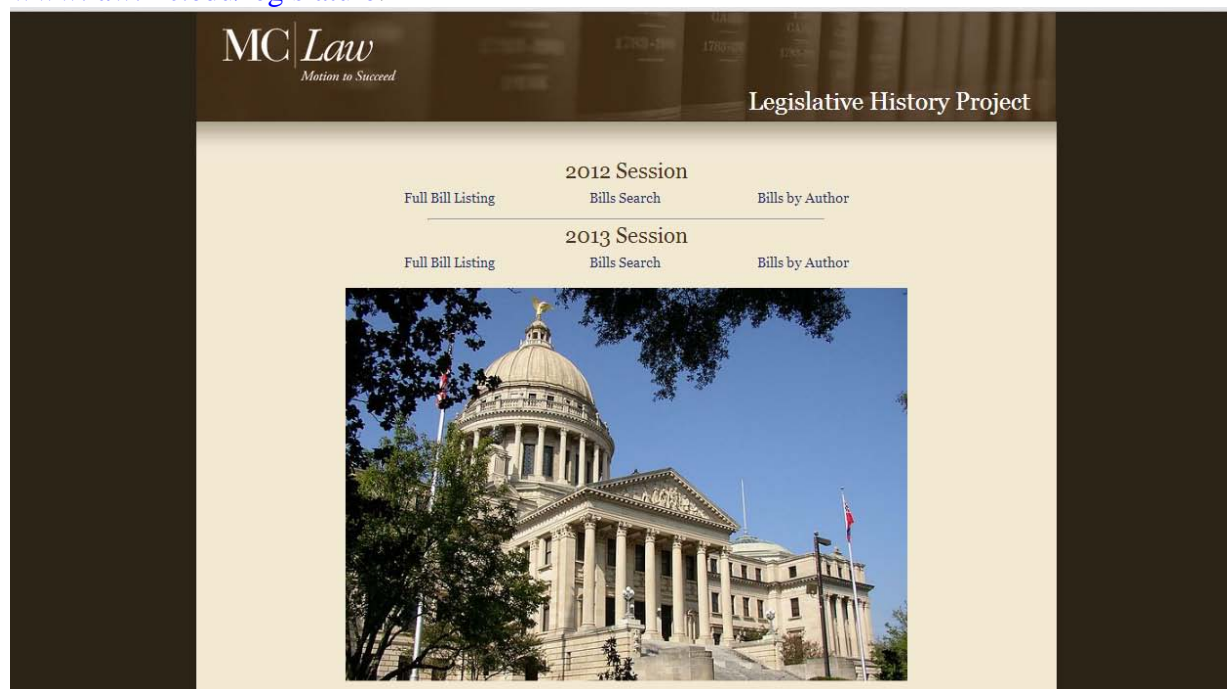 MC Law
Motion to Succeed
Legislative History Project
2012 Session
Full Bill Listing Bills Search Bills by Author
2013 Session
Full Bill Listing Bills Search Bills by Author